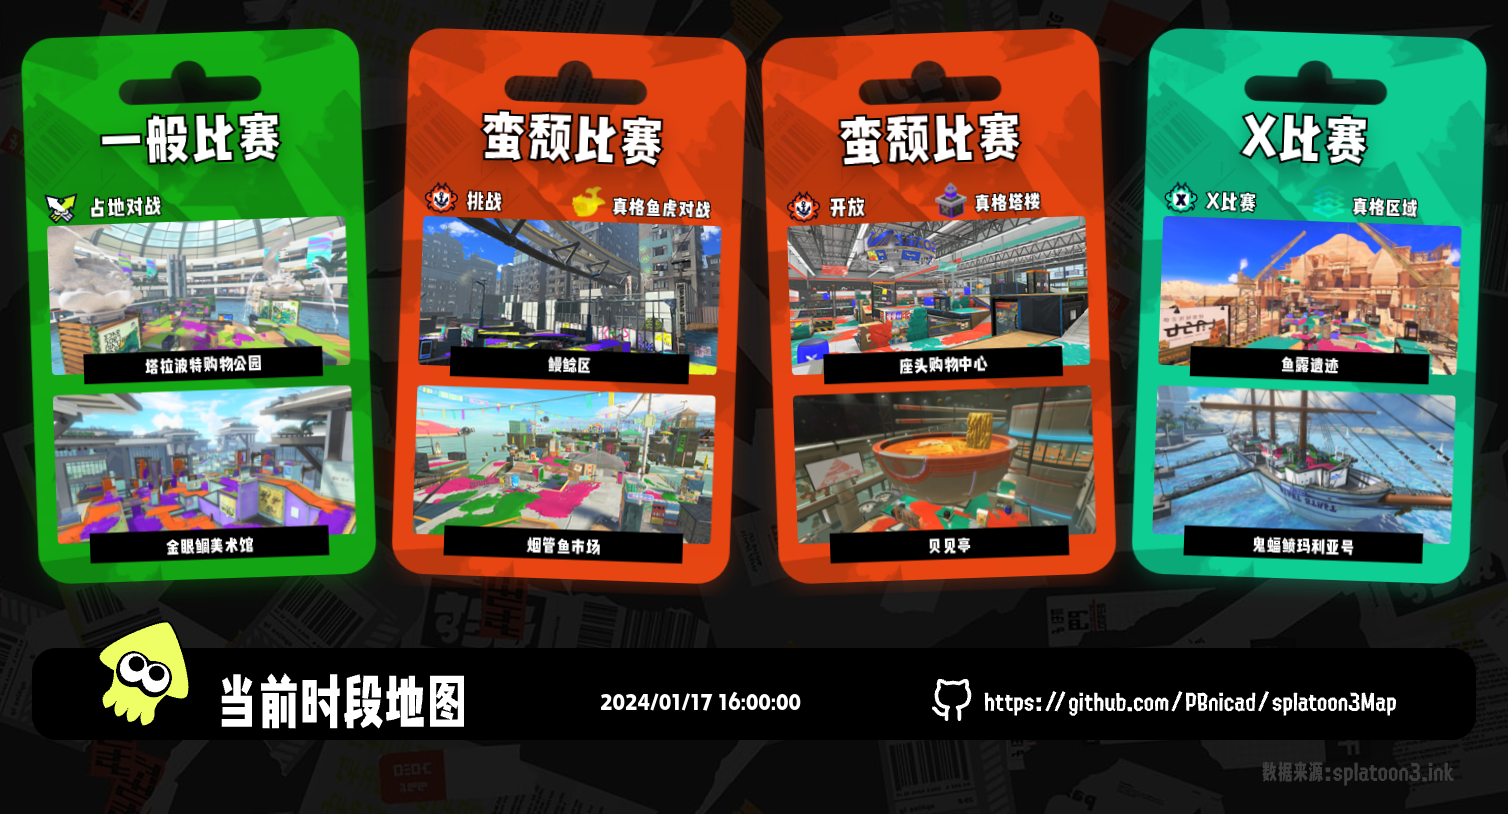 一般比赛
占地对战
塔拉波特购物公园
金眼鲷美术馆
蛮颓比赛
挑战
真格鱼虎对战
鳗鲶区
烟管鱼市场
蛮颓比赛
开放
真格塔楼
座头购物中心
贝贝亭
X比赛
X比赛
真格区域
鱼露遗迹
鬼蝠鲼玛利亚号
当前时段地图
2024/01/17 16:00:00
https://github.com/PBnicad/splatoon3Map
数据来源:splatoon3.ink